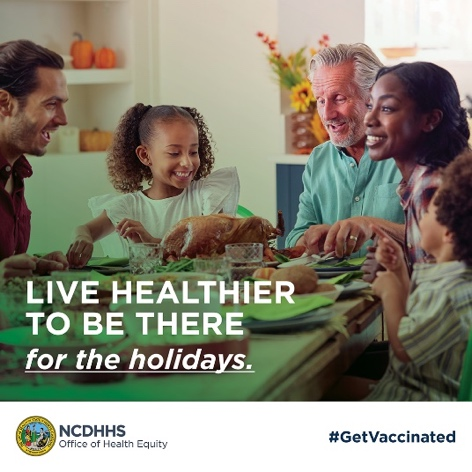 LIVE HEALTHIER
TO BE THERE
for the holidays.
NCDHHS
Office of Health Equity
#GetVaccinated